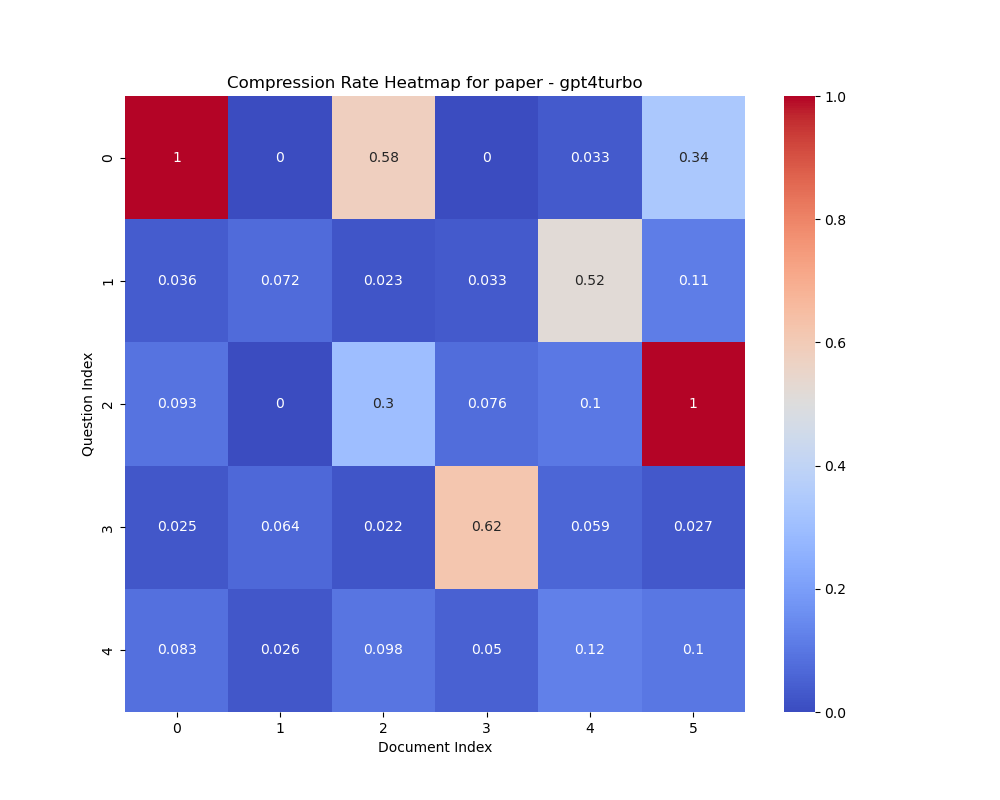 Compression Rate Heatmap for paper - gpt4turbo
1.0
0 1 0 0.58 0 0.033 0.34
0.8
1 0.036 0.072 0.023 0.033 0.52 0.11
0.6
Question Index
2 0.093 0 0.3 0.076 0.1 1
0.4
3 0.025 0.064 0.022 0.62 0.059 0.027
0.2
4 0.083 0.026 0.098 0.05 0.12 0.1
0.0
0 1 2 3 4 5
Document Index